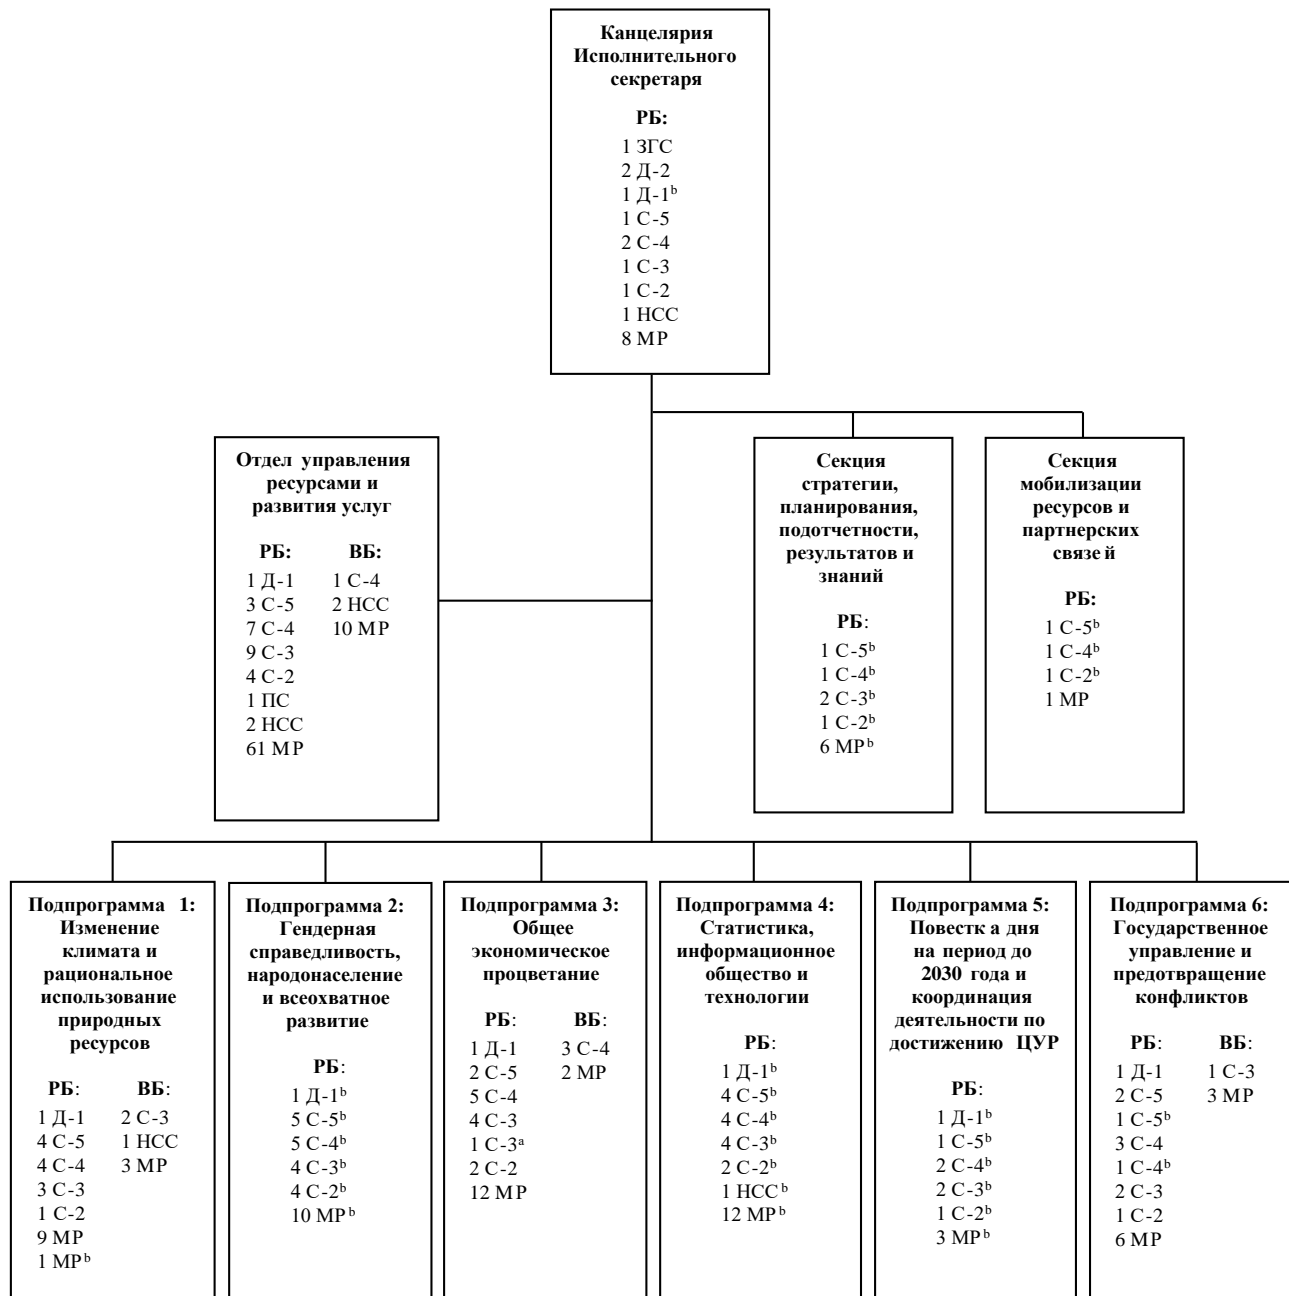 Канцелярия
Исполнительного
секретаря
РБ:
1 ЗГС
2 Д-2
1 Д-1ᵇ
1 С-5
2 С-4
1 С-3
1 С-2
1 НСС
8 МР
Отдел управления
ресурсами и
развития услуг
РБ:
1 Д-1
3 С-5
7 С-4
9 С-3
4 С-2
1 ПС
2 НСС
61 МР
ВБ:
1 С-4
2 НСС
10 МР
Секция
стратегии,
планирования,
подотчетности,
результатов и
знаний
РБ:
1 С-5ᵇ
1 С-4ᵇ
2 С-3ᵇ
1 С-2ᵇ
6 МРᵇ
Секция
мобилизации
ресурсов и
партнерских
связей
РБ:
1 С-5ᵇ
1 С-4ᵇ
1 С-2ᵇ
1 МР
Подпрограмма 1:
Изменение
климата и
рациональное
использование
природных
ресурсов
РБ:
1 Д-1
4 С-5
4 С-4
3 С-3
1 С-2
9 МР
1 МРᵇ
ВБ:
2 С-3
1 НСС
3 МР
Подпрограмма 2:
Гендерная
справедливость,
народонаселение
и всеохватное
развитие
РБ:
1 Д-1ᵇ
5 С-5ᵇ
5 С-4ᵇ
4 С-3ᵇ
4 С-2ᵇ
10 МРᵇ
Подпрограмма 3:
Общее
экономическое
процветание
РБ:
1 Д-1
2 С-5
5 С-4
4 С-3
1 С-3ᵃ
2 С-2
12 МР
ВБ:
3 С-4
2 МР
Подпрограмма 4:
Статистика,
информационное
общество и
технологии
РБ:
1 Д-1ᵇ
4 С-5ᵇ
4 С-4ᵇ
4 С-3ᵇ
2 С-2ᵇ
1 НССᵇ
12 МРᵇ
Подпрограмма 5:
Повестка дня
на период до
2030 года и
координация
деятельности по
достижению ЦУР
РБ:
1 Д-1ᵇ
1 С-5ᵇ
2 С-4ᵇ
2 С-3ᵇ
1 С-2ᵇ
3 МРᵇ
Подпрограмма 6:
Государственное
управление и
предотвращение
конфликтов
РБ:
1 Д-1
2 С-5
1 С-5ᵇ
3 С-4
1 С-4ᵇ
2 С-3
1 С-2
6 МР
ВБ:
1 С-3
3 МР